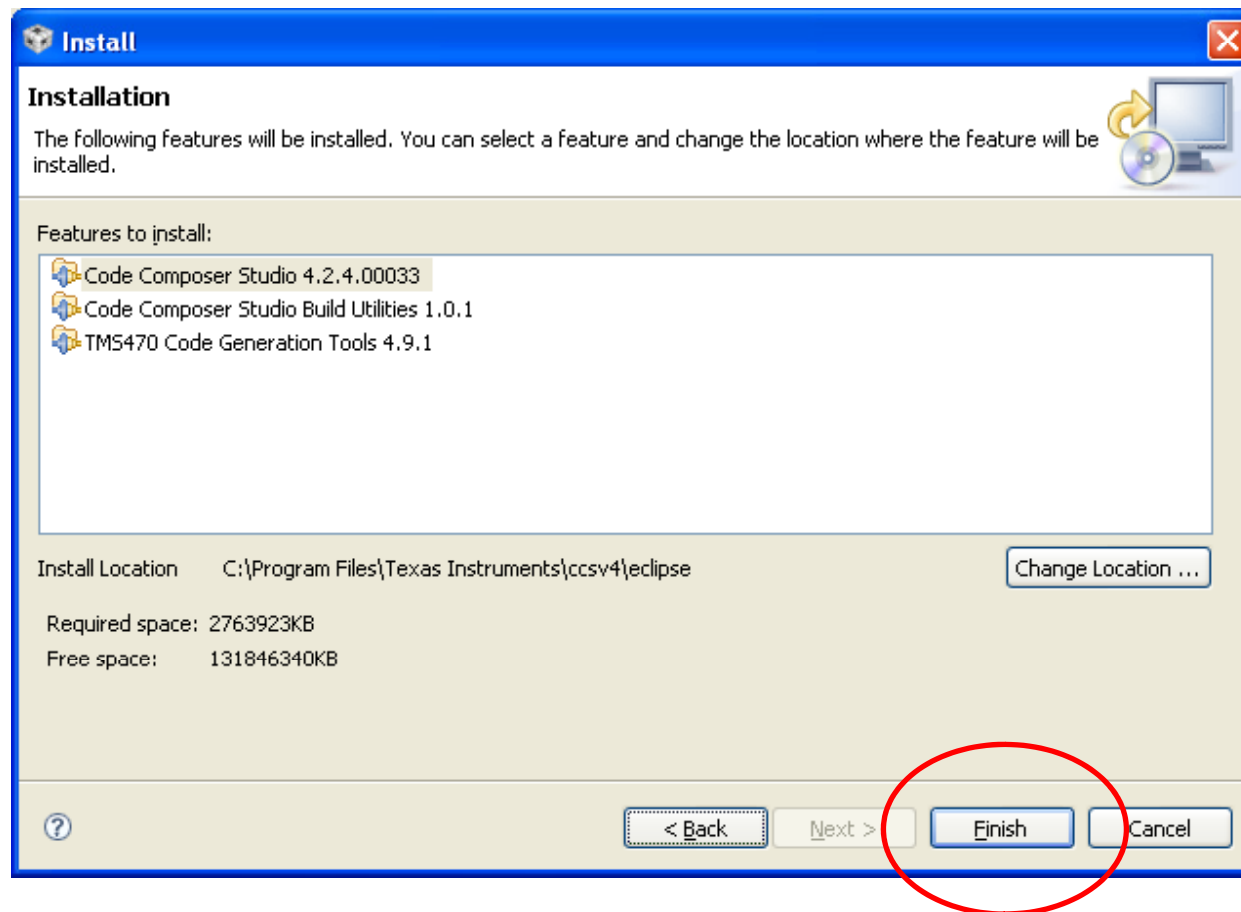 Install
Installation
The following features will be installed. You can select a feature and change the location where the feature will be
installed.
Features to install:
Code Composer Studio 4.2.4.00033
Code Composer Studio Build Utilities 1.0.1
TMS470 Code Generation Tools 4.9.1
Install Location C:\Program Files\Texas Instruments\ccsv4\eclipse Change Location ...
Required space: 2763923KB
Free space: 131846340KB
? < Back Next > Finish Cancel